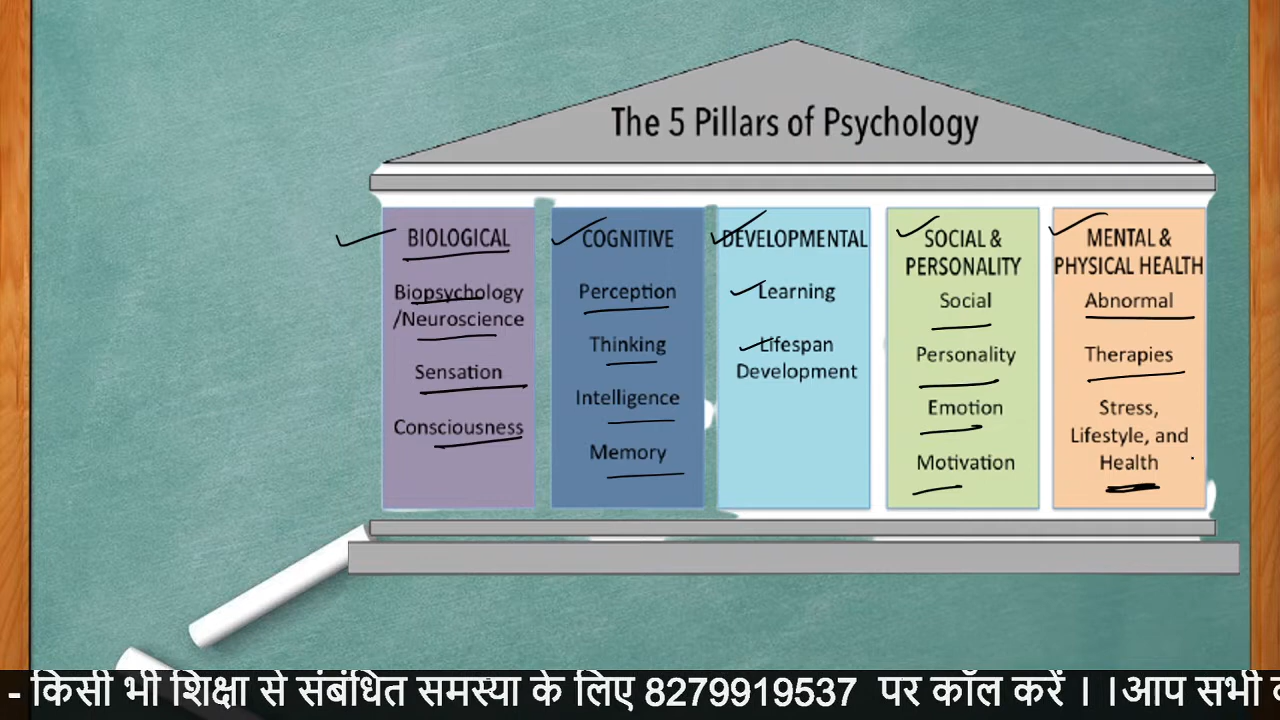 The 5 Pillars of Psychology
BIOLOGICAL
Biopsychology
/Neuroscience
Sensation
Consciousness
COGNITIVE
Perception
Thinking
Intelligence
Memory
DEVELOPMENTAL
Learning
Lifespan
Development
SOCIAL &
PERSONALITY
Social
Personality
Emotion
Motivation
MENTAL &
PHYSICAL HEALTH
Abnormal
Therapies
Stress,
Lifestyle, and
Health
- किसी भी शिक्षा से संबंधित समस्या के लिए 8279919537 पर कॉल करें । ।आप सभी